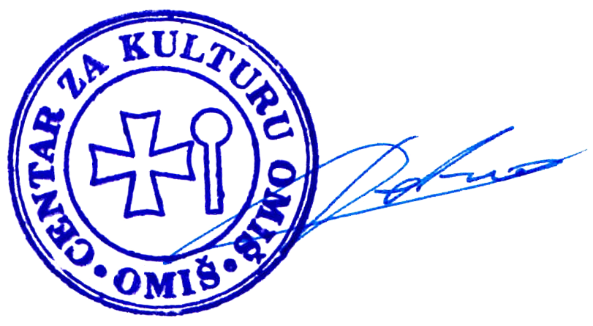 CENTAR ZA KULTURU OMIŠ
• OMIŠ •